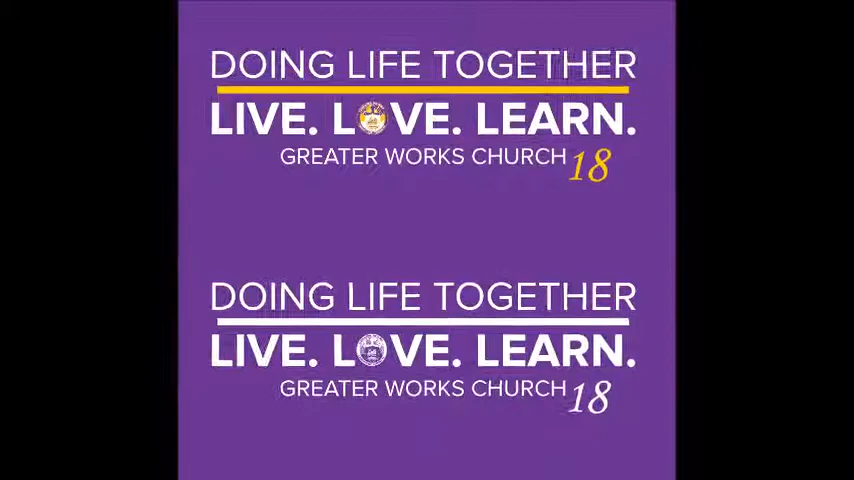 DOING LIFE TOGETHER
LIVE. LOVE. LEARN.
GREATER WORKS CHURCH 18
DOING LIFE TOGETHER
LIVE. LOVE. LEARN.
GREATER WORKS CHURCH 18